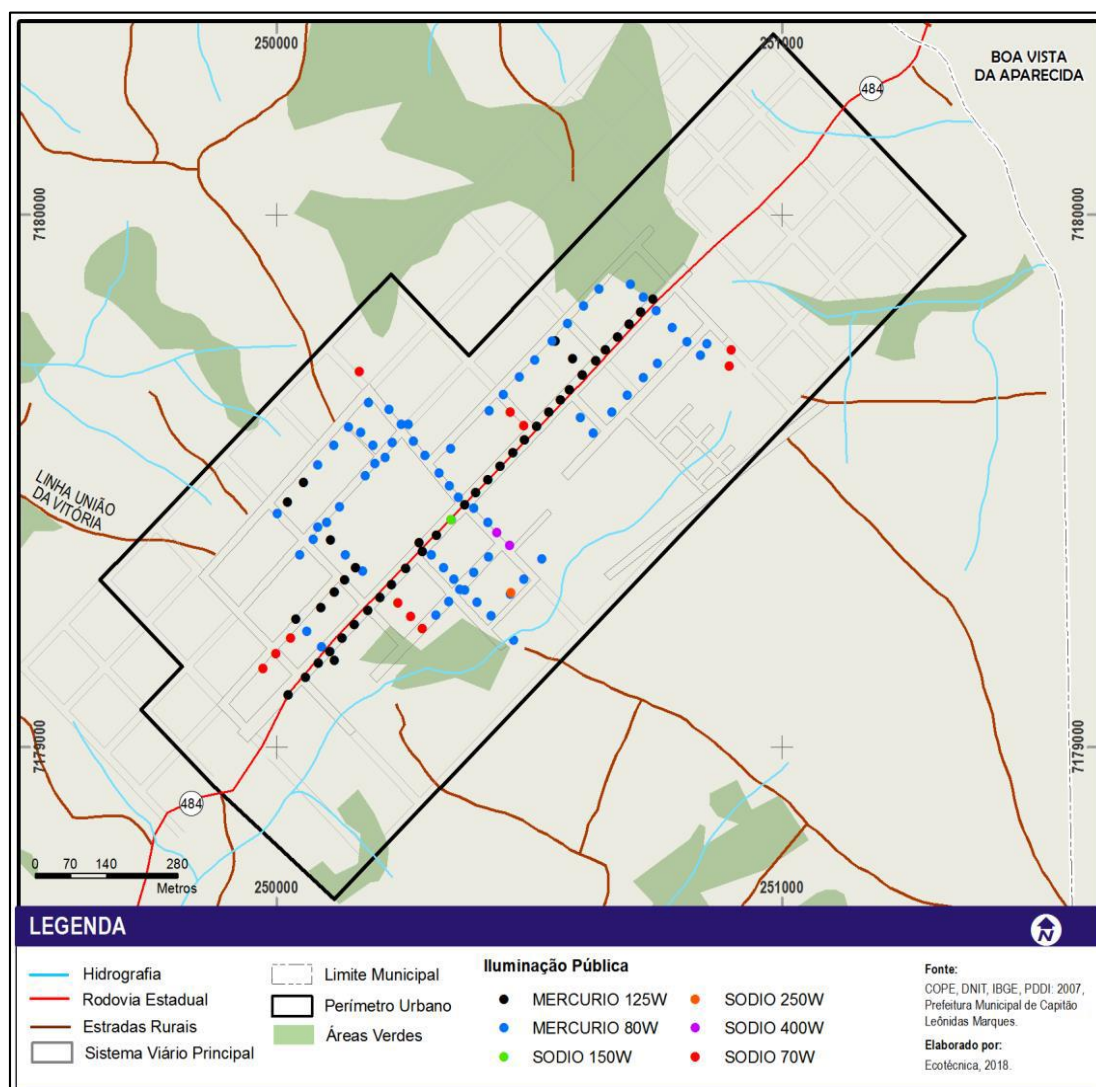 250000
251000
BOA VISTA
DA APARECIDA
484
7180000
7180000
LINHA UNIÃO
DA VITÓRIA
7179000
7179000
484
0 70 140 280
Metros
250000
251000
LEGENDA
N
Hidrografia
Rodovia Estadual
Estradas Rurais
Sistema Viário Principal
Limite Municipal
Perímetro Urbano
Áreas Verdes
Iluminação Pública
MERCURIO 125W
MERCURIO 80W
SODIO 150W
SODIO 250W
SODIO 400W
SODIO 70W
Fonte:
COPE, DNIT, IBGE, PDDI: 2007,
Prefeitura Municipal de Capitão
Leônidas Marques.
Elaborado por:
Ecotécnica, 2018.